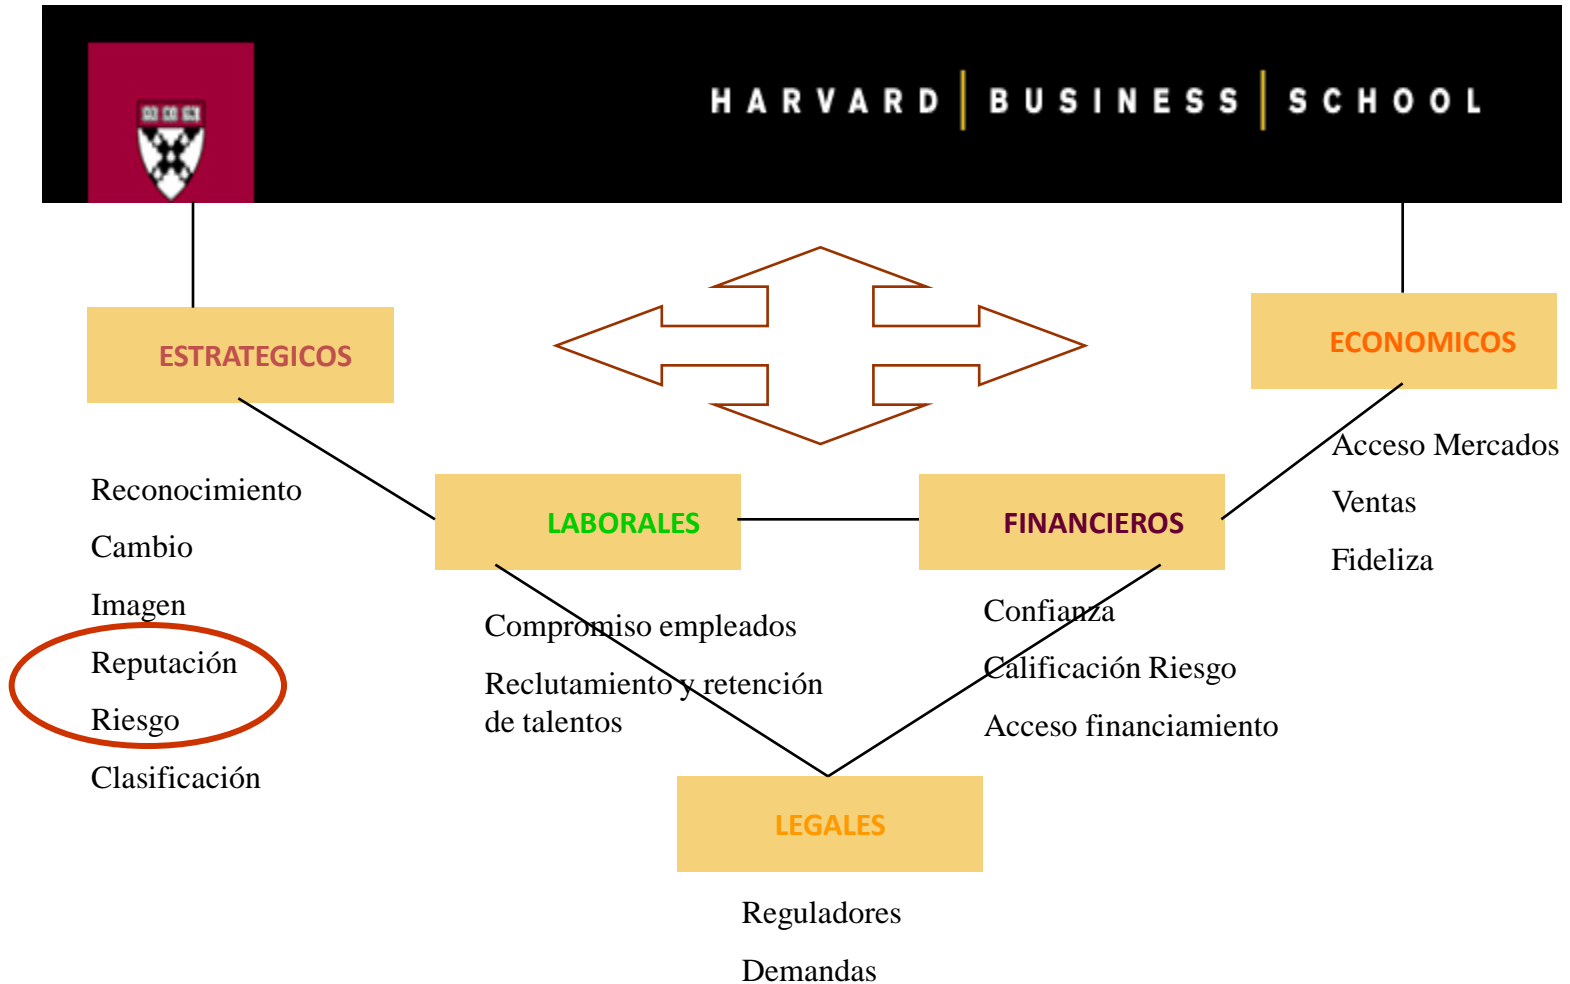 HARVARD | BUSINESS | SCHOOL
ESTRATEGICOS
Reconocimiento
Cambio
Imagen
Reputación
Riesgo
Clasificación
LABORALES
Compromiso empleados
Reclutamiento y retención
de talentos
FINANCIEROS
Confianza
Calificación Riesgo
Acceso financiamiento
ECONOMICOS
Acceso Mercados
Ventas
Fideliza
LEGALES
Reguladores
Demandas